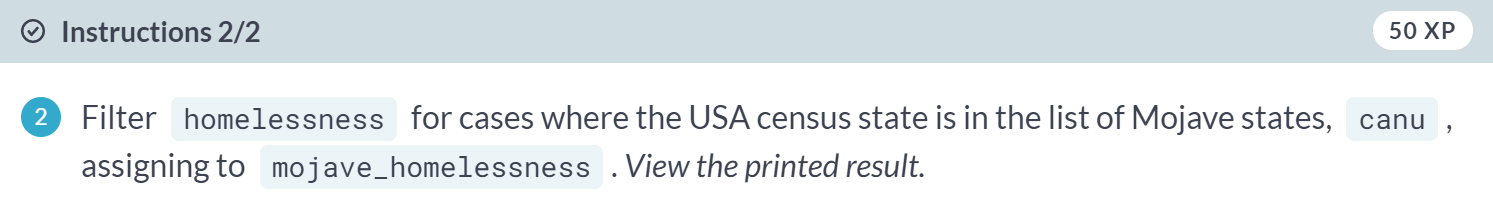 Instructions 2/2
50 XP
2
Filter homelessness for cases where the USA census state is in the list of Mojave states, canu ,
assigning to mojave_homelessness . View the printed result.